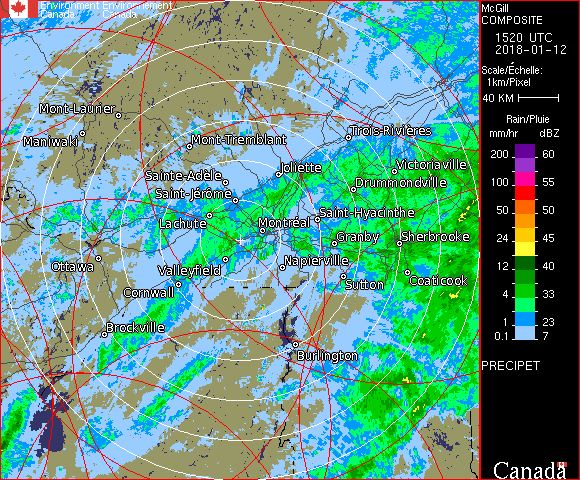 Environment Environnement
Canada Canada
McGill
COMPOSITE
1520 UTC
2018-01-12
Scale/Échelle:
1km/Pixel
40 KM
Rain/Pluie
mm/hr dBZ
200 60
100 55
50 50
24 45
12 40
4 33
1 23
0.1 7
PRECIPET
Canada
Mont-Laurier
Maniwaki
Mont-Tremblant
Trois-Rivières
Joliette
Victoriaville
Sainte-Adèle
Drummondville
Saint-Jérôme
Saint-Hyacinthe
Lachute
Montréal
Granby
Sherbrooke
Ottawa
Valleyfield
Napierville
Cornwall
Sutton
Coaticook
Brockville
Burlington